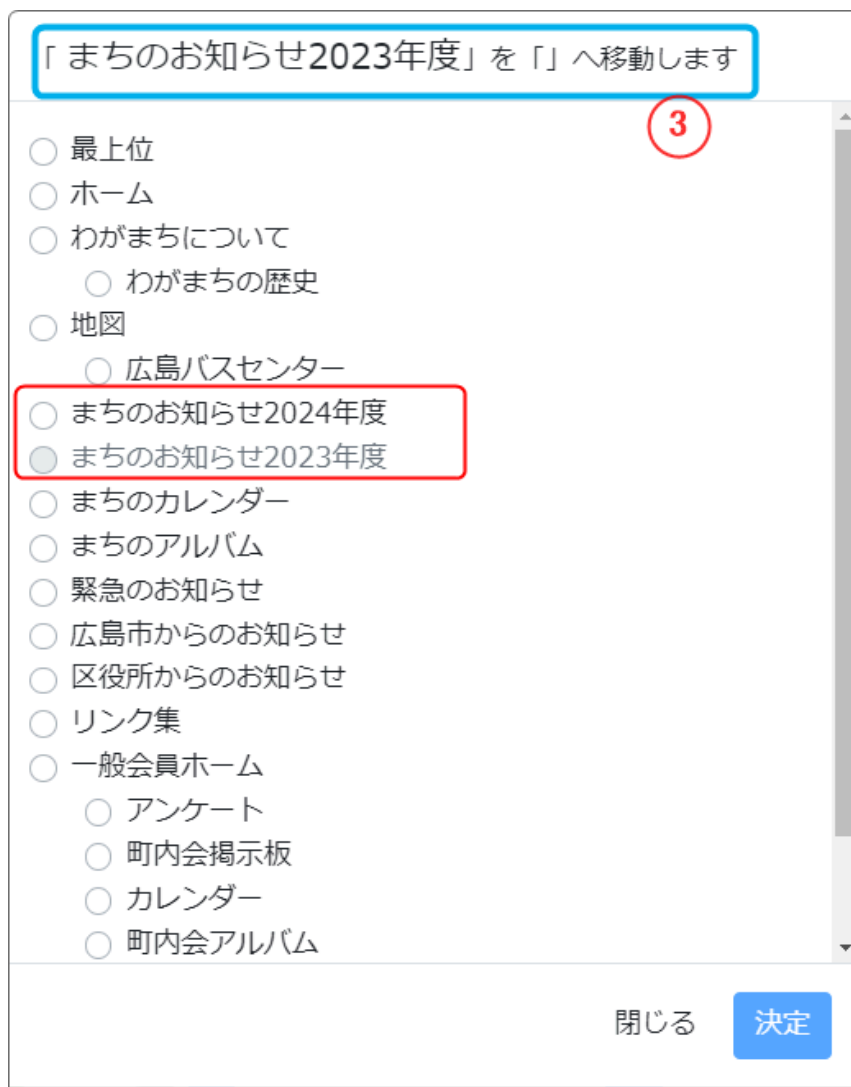 「 まちのお知らせ2023年度」を「」へ移動します
3
最上位
ホーム
わがまちについて
わがまちの歴史
地図
広島バスセンター
まちのお知らせ2024年度
まちのお知らせ2023年度
まちのカレンダー
まちのアルバム
緊急のお知らせ
広島市からのお知らせ
区役所からのお知らせ
リンク集
一般会員ホーム
アンケート
町内会掲示板
カレンダー
町内会アルバム
閉じる 決定